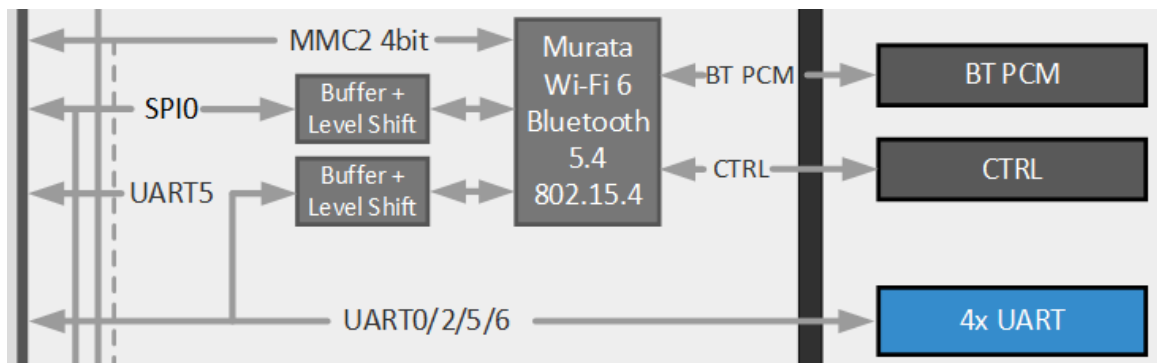 MMC2 4bit
SPI0
UART5
Buffer +
Level Shift
Buffer +
Level Shift
Murata
Wi-Fi 6
Bluetooth
5.4
802.15.4
BT PCM
BT PCM
CTRL
CTRL
UART0/2/5/6
4x UART